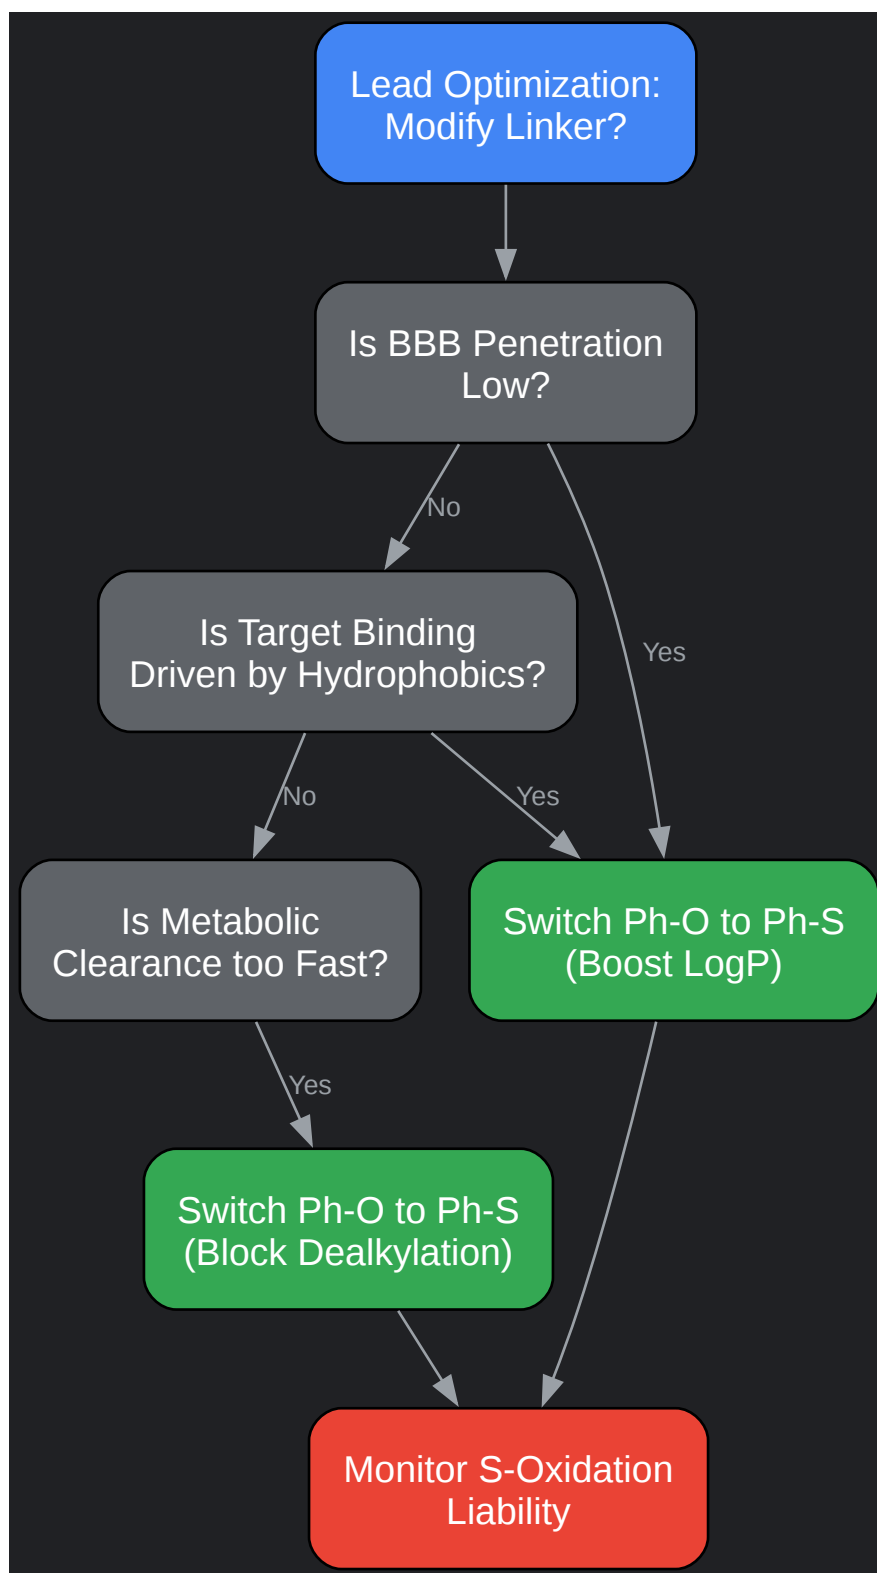 Lead Optimization:
Modify Linker?
Is BBB Penetration
Low?
No
Is Target Binding
Driven by Hydrophobics?
Yes
No
Yes
Is Metabolic
Clearance too Fast?
Switch Ph-O to Ph-S
(Boost LogP)
Yes
Switch Ph-O to Ph-S
(Block Dealkylation)
Monitor S-Oxidation
Liability